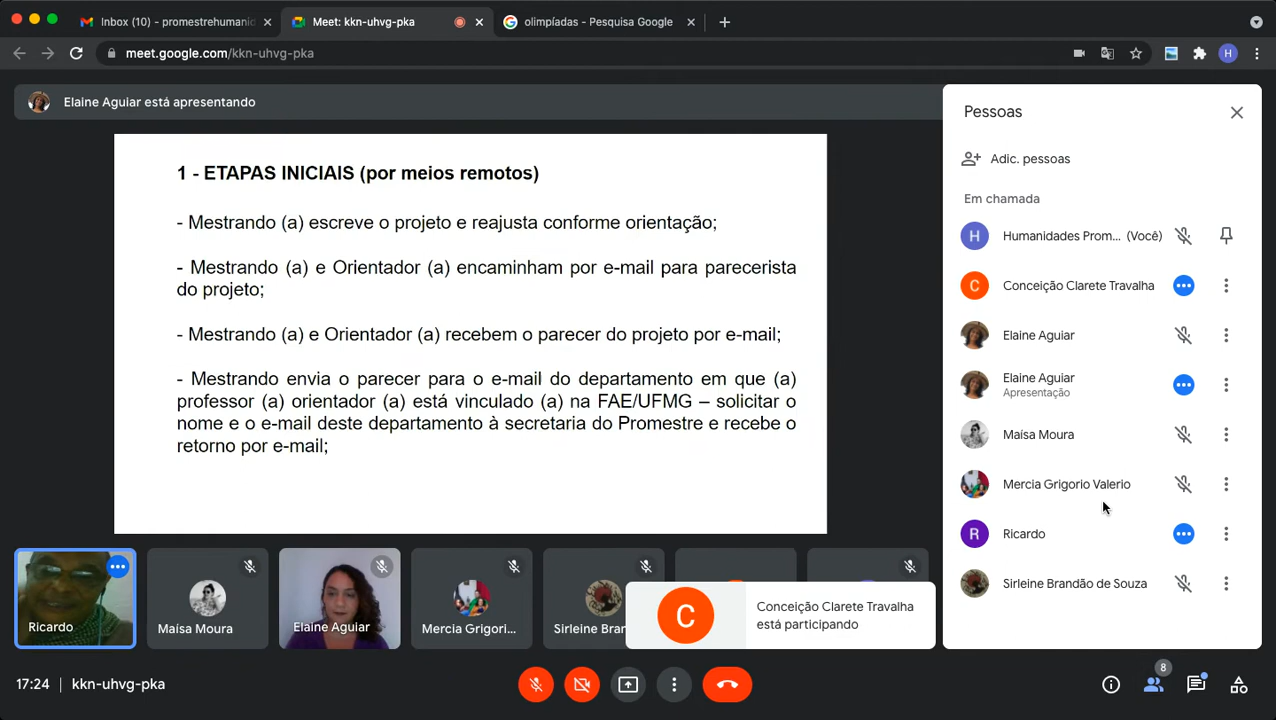 Inbox (10) - promestrehumanid
Meet: kkn-uhvg-pka
olimpíadas - Pesquisa Google
meet.google.com/kkn-uhvg-pka
H
Elaine Aguiar está apresentando
1 - ETAPAS INICIAIS (por meios remotos)
- Mestrando (a) escreve o projeto e reajusta conforme orientação;
- Mestrando (a) e Orientador (a) encaminham por e-mail para parecerista
do projeto;
- Mestrando (a) e Orientador (a) recebem o parecer do projeto por e-mail;
- Mestrando envia o parecer para o e-mail do departamento em que (a)
professor (a) orientador (a) está vinculado (a) na FAE/UFMG – solicitar o
nome e o e-mail deste departamento à secretaria do Promestre e recebe o
retorno por e-mail;
Pessoas
Adic. pessoas
Em chamada
H Humanidades Prom... (Você)
C Conceição Clarete Travalha
Elaine Aguiar
Elaine Aguiar
Apresentação
Maísa Moura
Mercia Grigorio Valerio
R Ricardo
Sirleine Brandão de Souza
Ricardo
Maísa Moura
Elaine Aguiar
Mercia Grigori...
Sirleine Bran
C
Conceição Clarete Travalha
está participando
17:24 | kkn-uhvg-pka
8